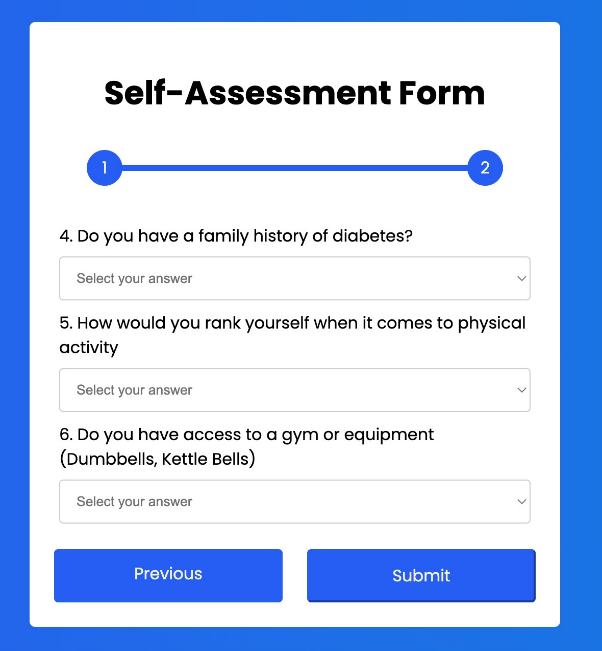 Self-Assessment Form
1 2
4. Do you have a family history of diabetes?
Select your answer
5. How would you rank yourself when it comes to physical
activity
Select your answer
6. Do you have access to a gym or equipment
(Dumbbells, Kettle Bells)
Select your answer
Previous Submit